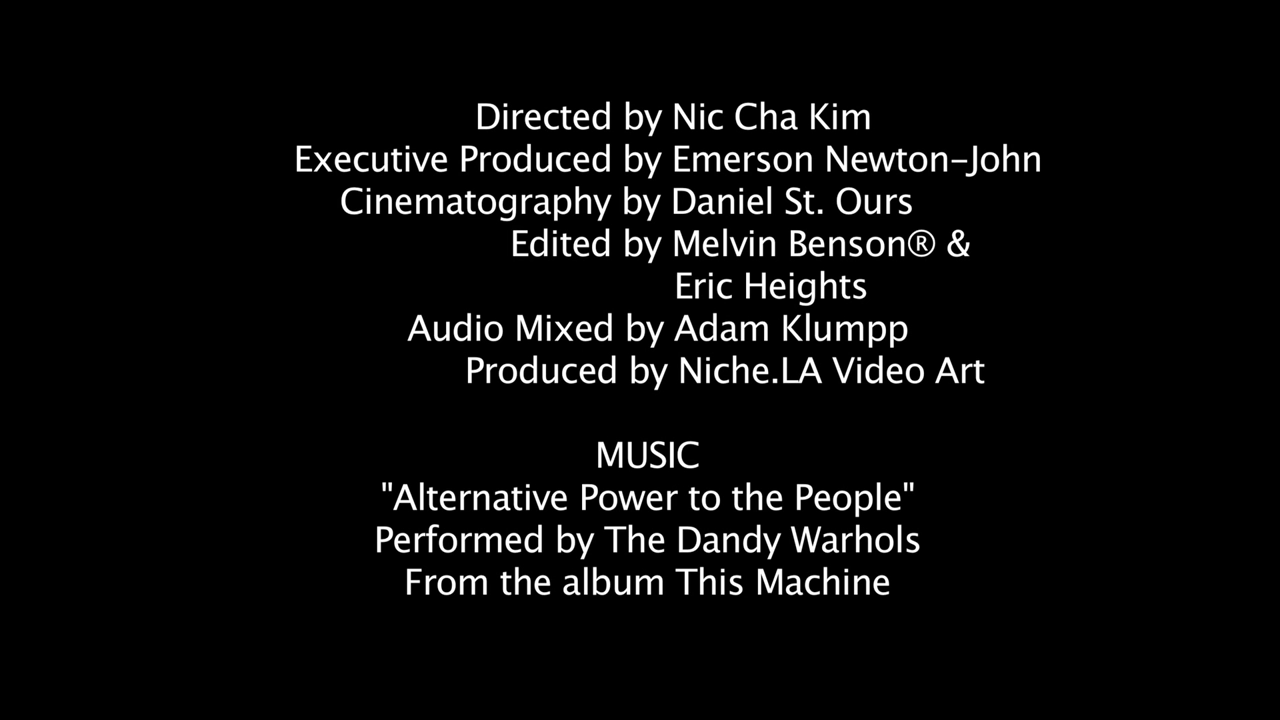 Directed by Nic Cha Kim
Executive Produced by Emerson Newton–John
Cinematography by Daniel St. Ours
Edited by Melvin Benson® &
Eric Heights
Audio Mixed by Adam Klumpp
Produced by Niche.LA Video Art
MUSIC
"Alternative Power to the People"
Performed by The Dandy Warhols
From the album This Machine